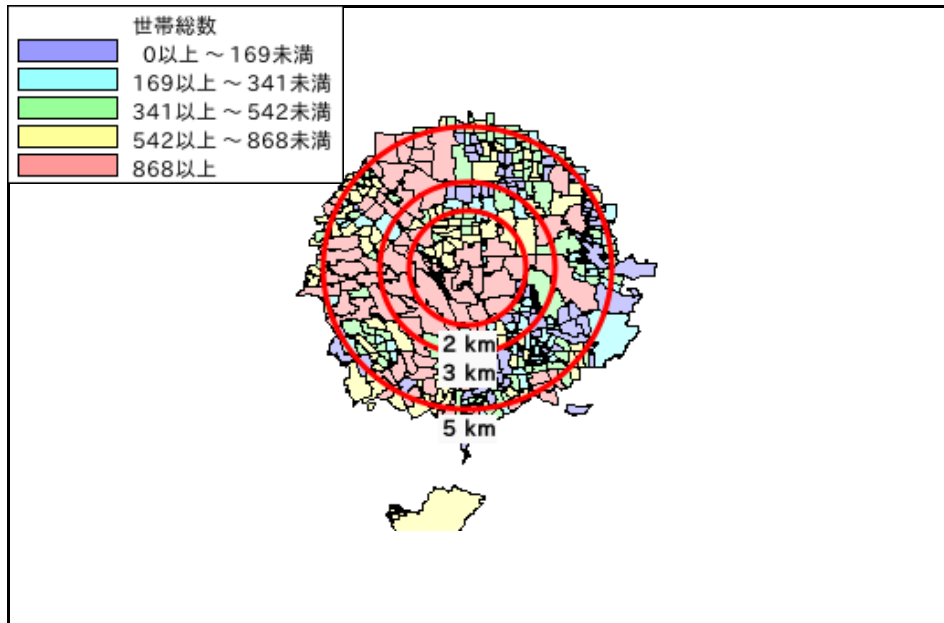 世帯総数
0以上 ～ 169未満
169以上 ～ 341未満
341以上 ～ 542未満
542以上 ～ 868未満
868以上
2 km
3 km
5 km